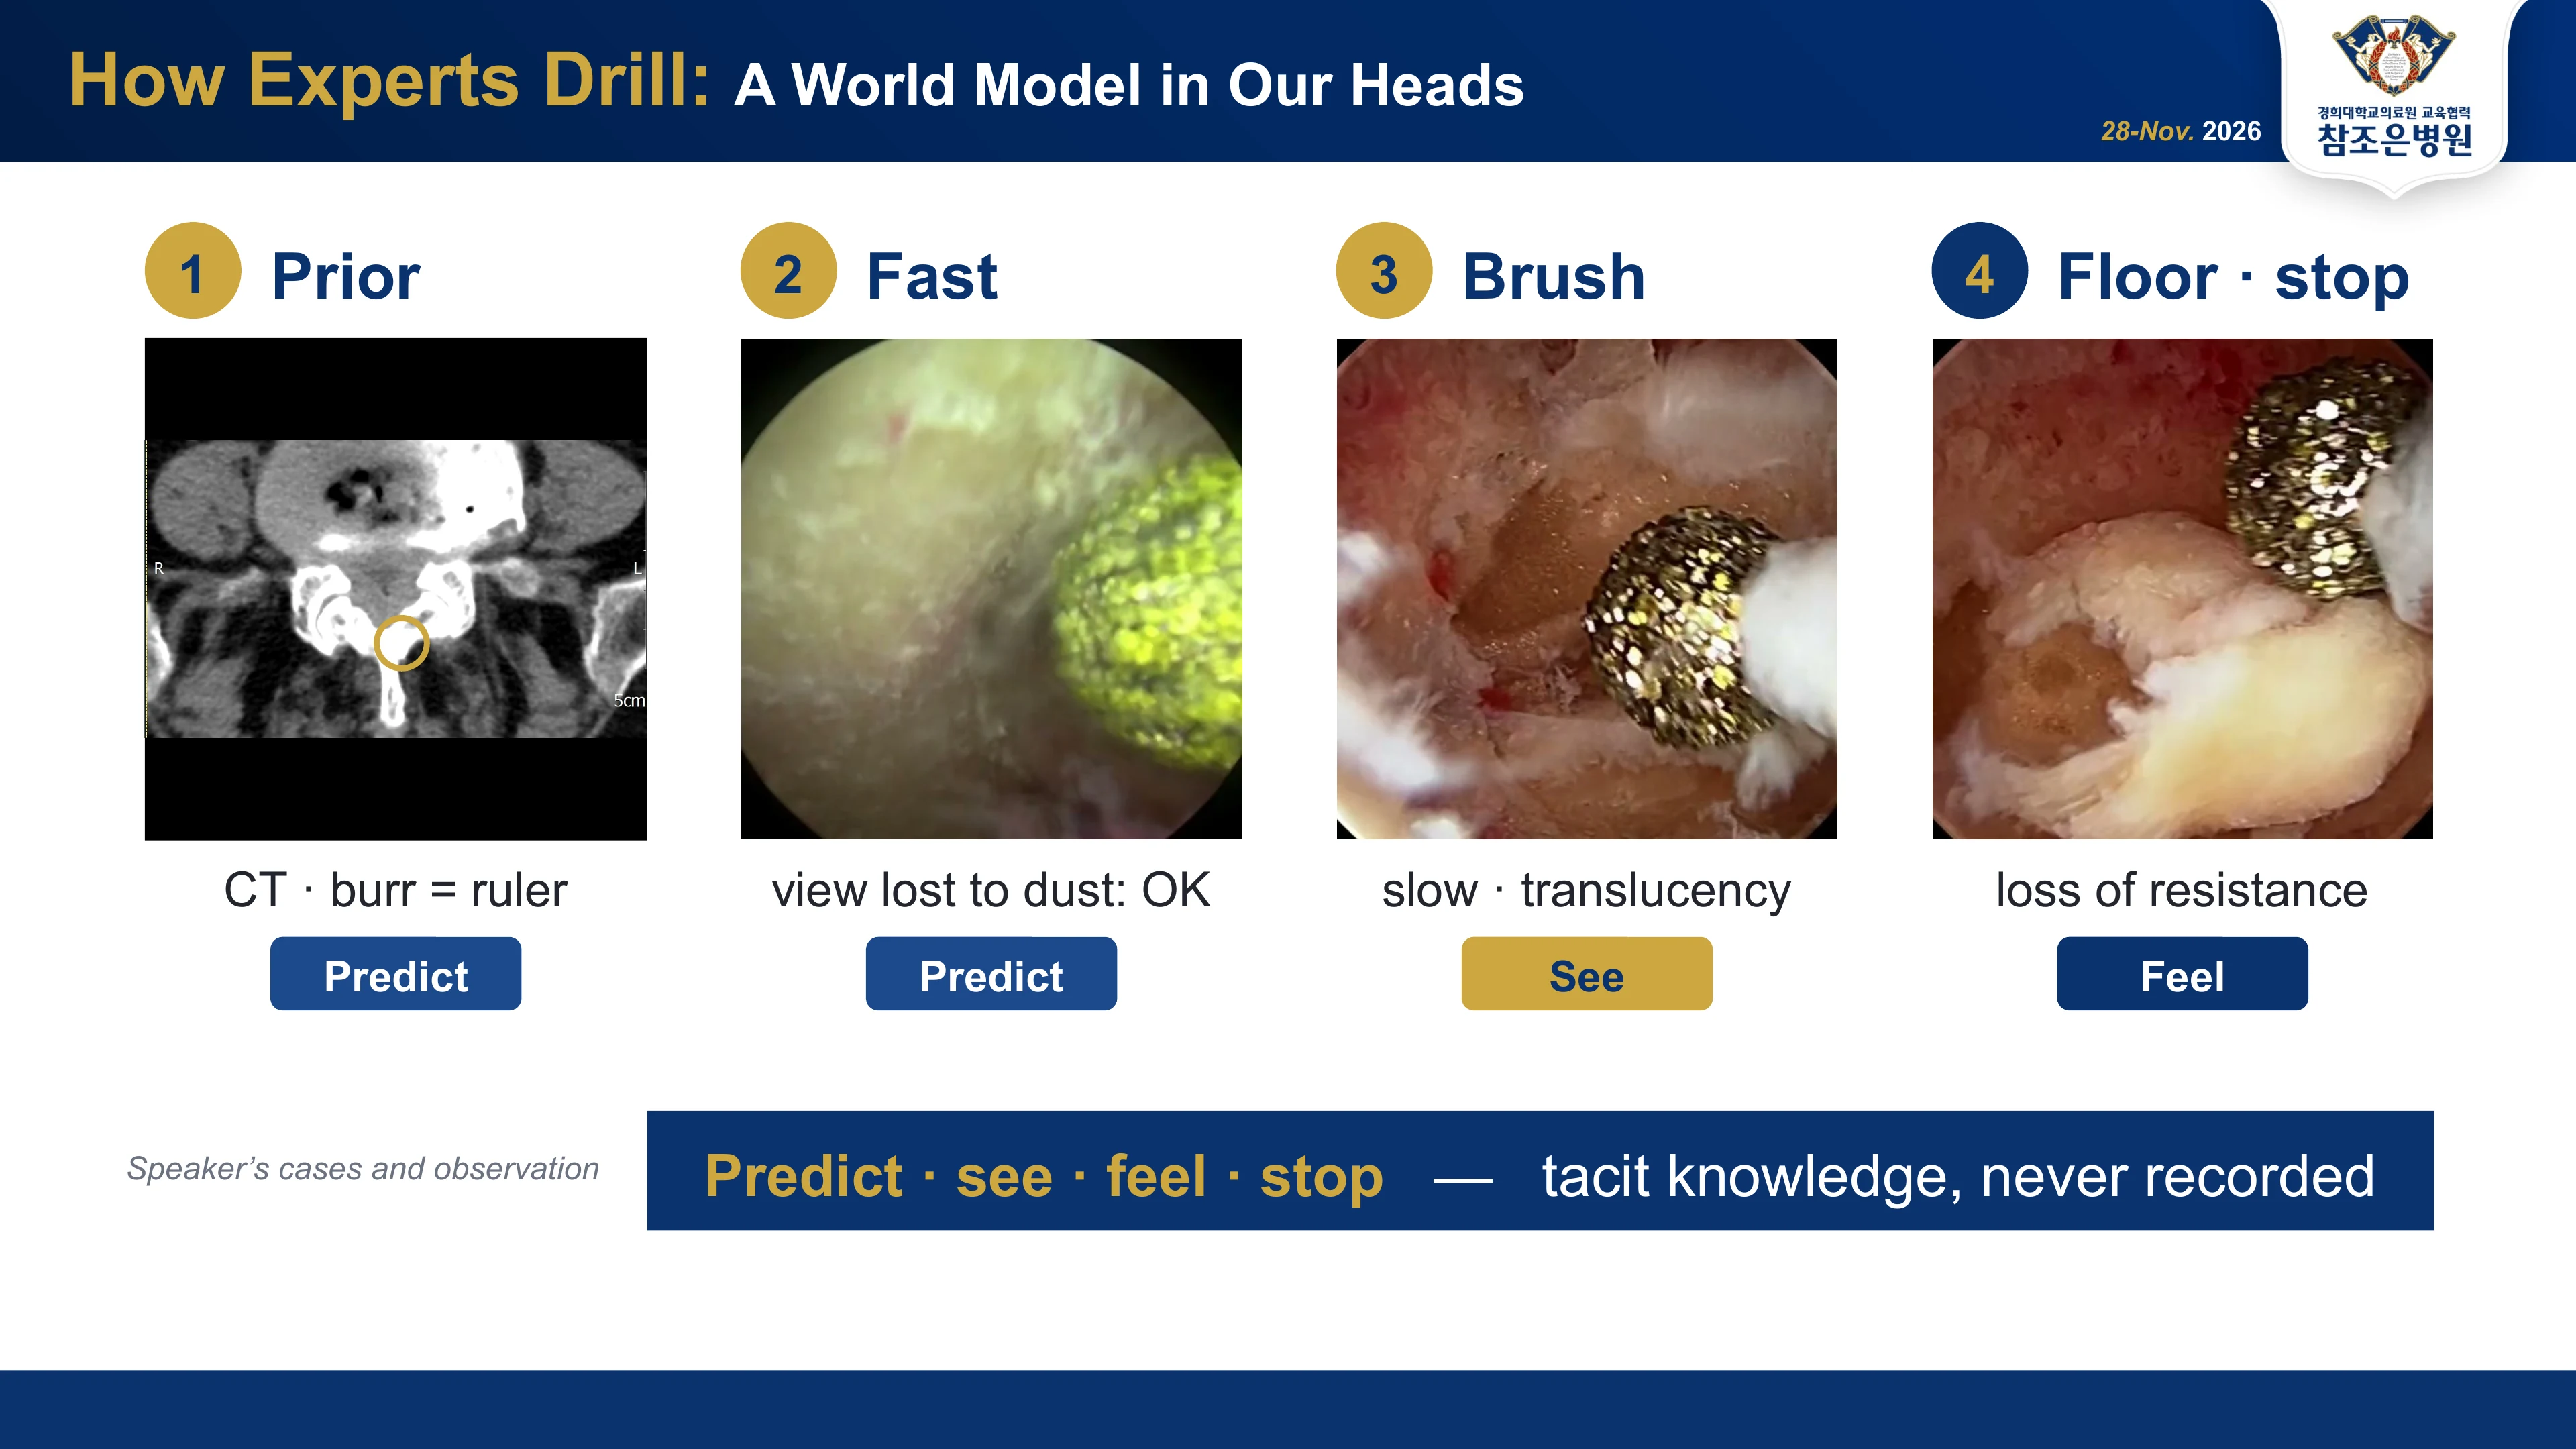 How Experts Drill: A World Model in Our Heads
28-Nov. 2026
경희대학교의료원 교육협력
참조은병원
1 Prior
2 Fast
3 Brush
4 Floor · stop
R
L
5cm
CT · burr = ruler
view lost to dust: OK
slow · translucency
loss of resistance
Predict
Predict
See
Feel
Speaker’s cases and observation
Predict · see · feel · stop — tacit knowledge, never recorded